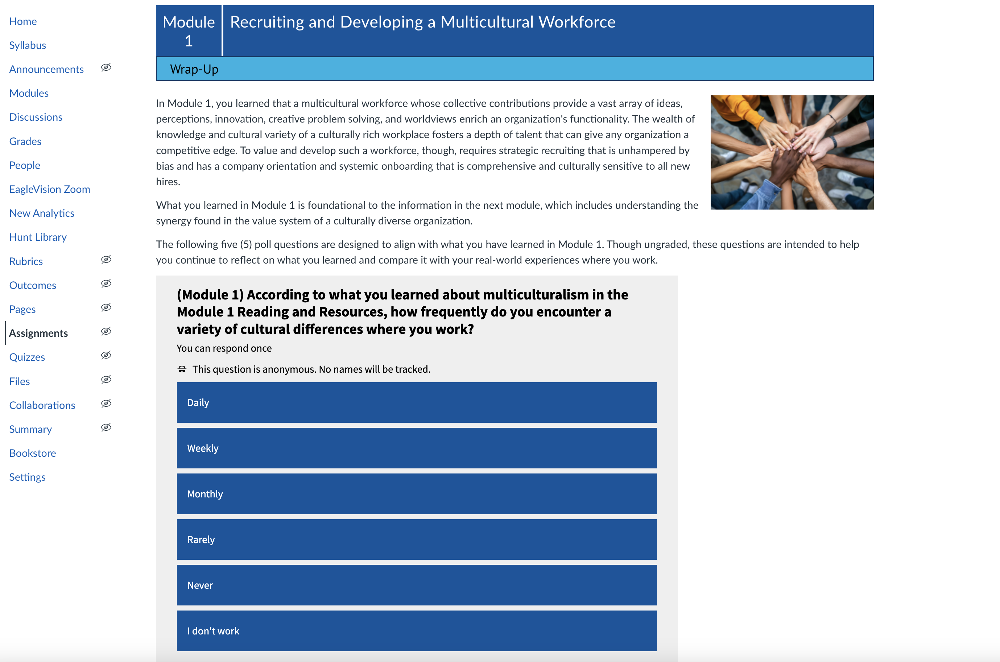 Home
Syllabus
Announcements
Modules
Discussions
Grades
People
EagleVision Zoom
New Analytics
Hunt Library
Rubrics
Outcomes
Pages
Assignments
Quizzes
Files
Collaborations
Summary
Bookstore
Settings
Module
1
Recruiting and Developing a Multicultural Workforce
Wrap-Up
In Module 1, you learned that a multicultural workforce whose collective contributions provide a vast array of ideas,
perceptions, innovation, creative problem solving, and worldviews enrich an organization's functionality. The wealth of
knowledge and cultural variety of a culturally rich workplace fosters a depth of talent that can give any organization a
competitive edge. To value and develop such a workforce, though, requires strategic recruiting that is unhampered by
bias and has a company orientation and systemic onboarding that is comprehensive and culturally sensitive to all new
hires.
What you learned in Module 1 is foundational to the information in the next module, which includes understanding the
synergy found in the value system of a culturally diverse organization.
The following five (5) poll questions are designed to align with what you have learned in Module 1. Though ungraded, these questions are intended to help
you continue to reflect on what you learned and compare it with your real-world experiences where you work.
(Module 1) According to what you learned about multiculturalism in the
Module 1 Reading and Resources, how frequently do you encounter a
variety of cultural differences where you work?
You can respond once
This question is anonymous. No names will be tracked.
Daily
Weekly
Monthly
Rarely
Never
I don't work